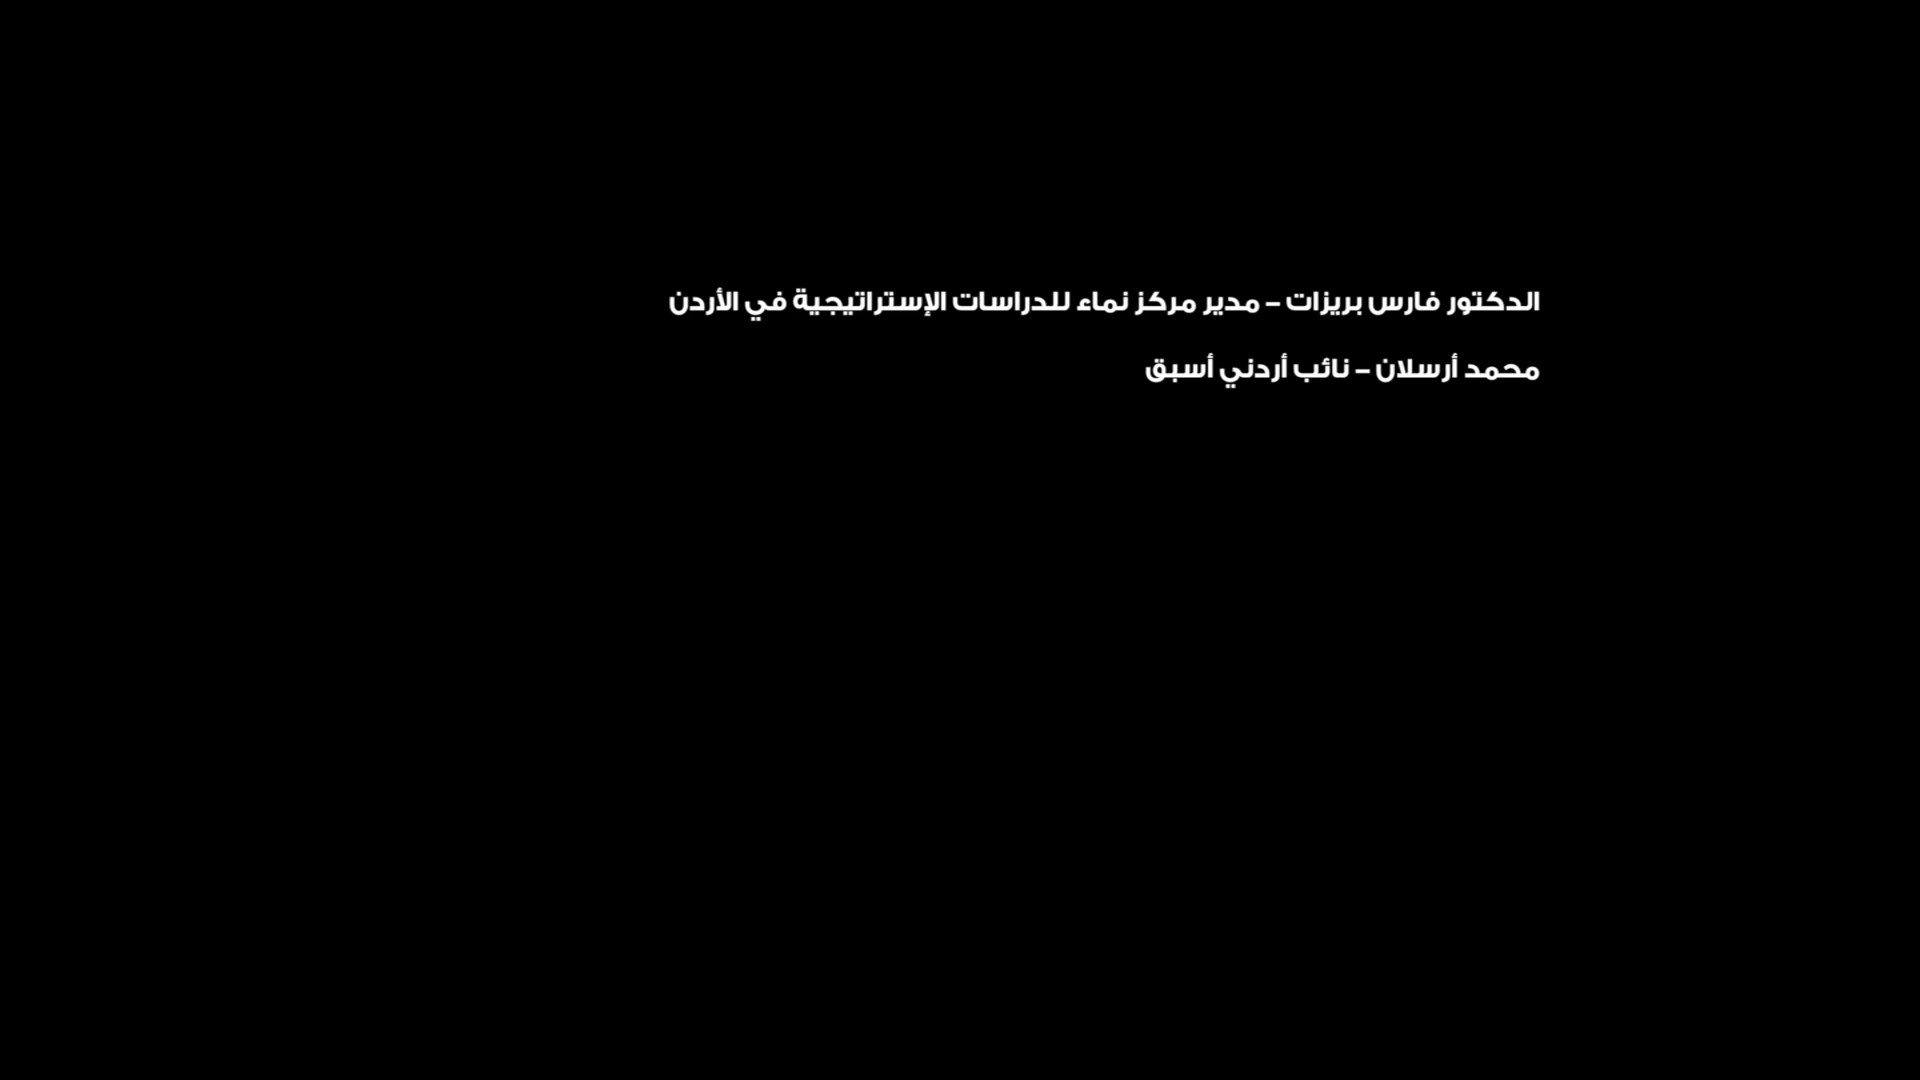 الدكتور فارس بريزات – مدير مركز نماء للدراسات الإستراتيجية في الأردن
محمد أرسلان – نائب أردني أسبق